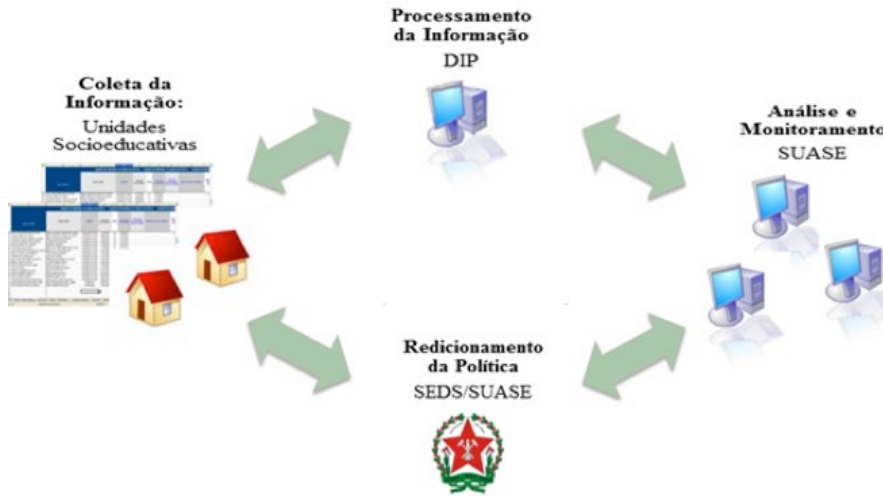 Processamento
da Informação
DIP
Coleta da
Informação:
Unidades
Socioeducativas
Análise e
Monitoramento
SUASE
Redicionamento
da Política
SEDS/SUASE